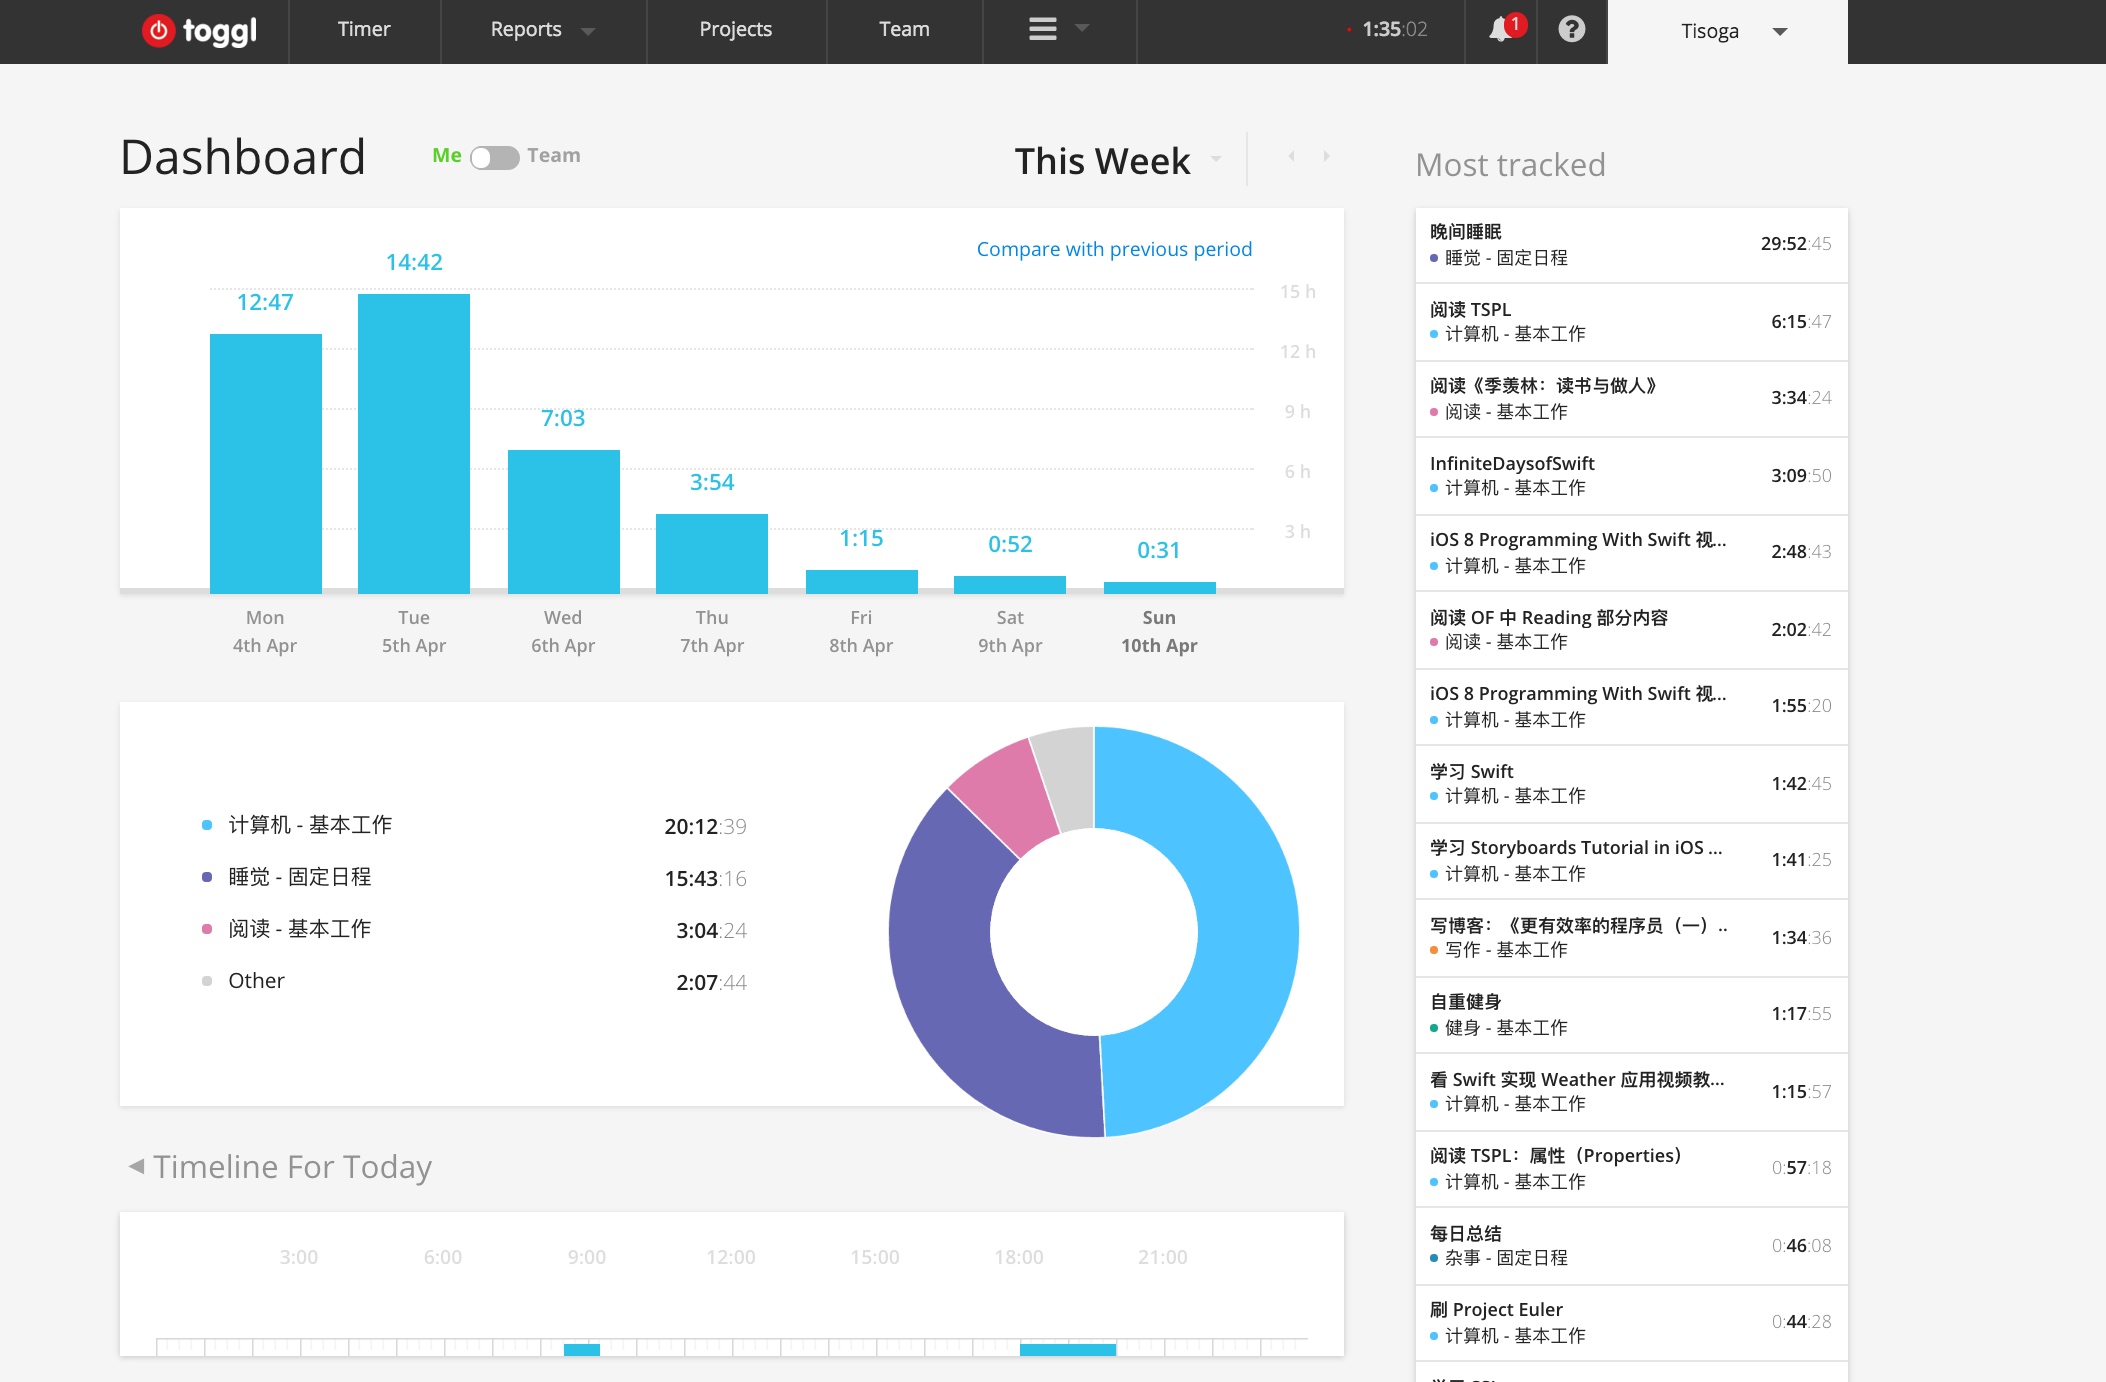 toggl
Timer
Reports
Projects
Team
1:35:02
1
?
Tisoga
Dashboard
Me Team
This Week
Compare with previous period
15 h
12 h
9 h
6 h
3 h
12:47
14:42
7:03
3:54
1:15
0:52
0:31
Mon
4th Apr
Tue
5th Apr
Wed
6th Apr
Thu
7th Apr
Fri
8th Apr
Sat
9th Apr
Sun
10th Apr
计算机 - 基本工作 20:12:39
睡觉 - 固定日程 15:43:16
阅读 - 基本工作 3:04:24
Other 2:07:44
Timeline For Today
3:00 6:00 9:00 12:00 15:00 18:00 21:00
Most tracked
晚间睡眠
睡觉 - 固定日程
29:52:45
阅读 TSPL
计算机 - 基本工作
6:15:47
阅读《季羡林：读书与做人》
阅读 - 基本工作
3:34:24
InfiniteDaysofSwift
计算机 - 基本工作
3:09:50
iOS 8 Programming With Swift 视...
计算机 - 基本工作
2:48:43
阅读 OF 中 Reading 部分内容
阅读 - 基本工作
2:02:42
iOS 8 Programming With Swift 视...
计算机 - 基本工作
1:55:20
学习 Swift
计算机 - 基本工作
1:42:45
学习 Storyboards Tutorial in iOS ...
计算机 - 基本工作
1:41:25
写博客：《更有效率的程序员（一）..
写作 - 基本工作
1:34:36
自重健身
健身 - 基本工作
1:17:55
看 Swift 实现 Weather 应用视频教...
计算机 - 基本工作
1:15:57
阅读 TSPL：属性（Properties）
计算机 - 基本工作
0:57:18
每日总结
杂事 - 固定日程
0:46:08
刷 Project Euler
计算机 - 基本工作
0:44:28